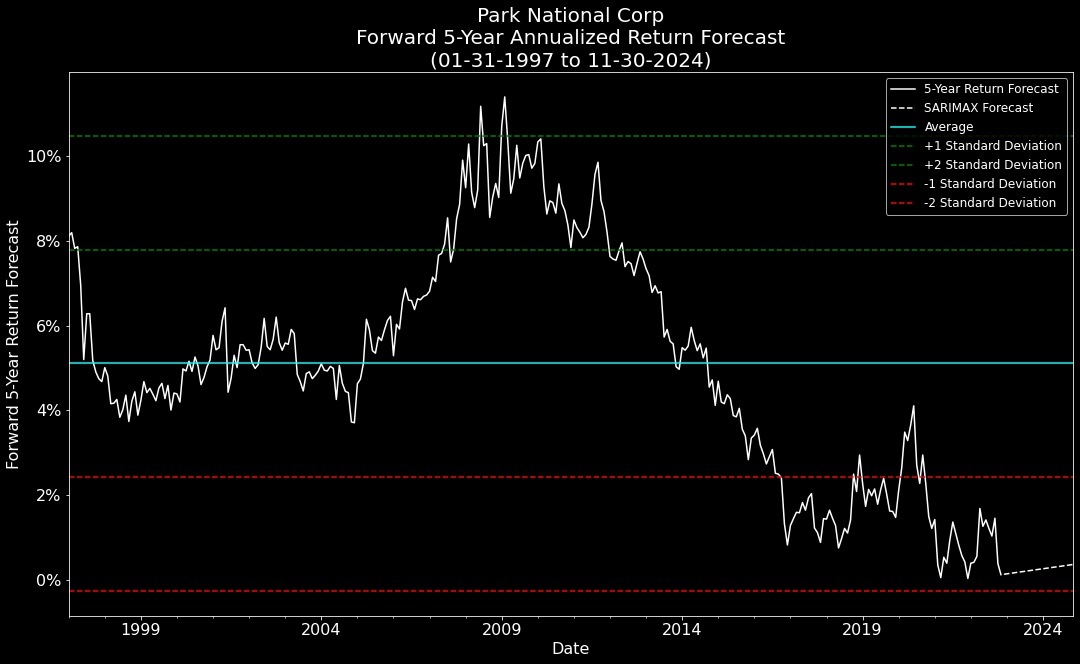 Park National Corp
Forward 5-Year Annualized Return Forecast
(01-31-1997 to 11-30-2024)
5-Year Return Forecast
SARIMAX Forecast
Average
+1 Standard Deviation
+2 Standard Deviation
-1 Standard Deviation
-2 Standard Deviation
Forward 5-Year Return Forecast
10%
8%
6%
4%
2%
0%
1999
2004
2009
2014
2019
2024
Date